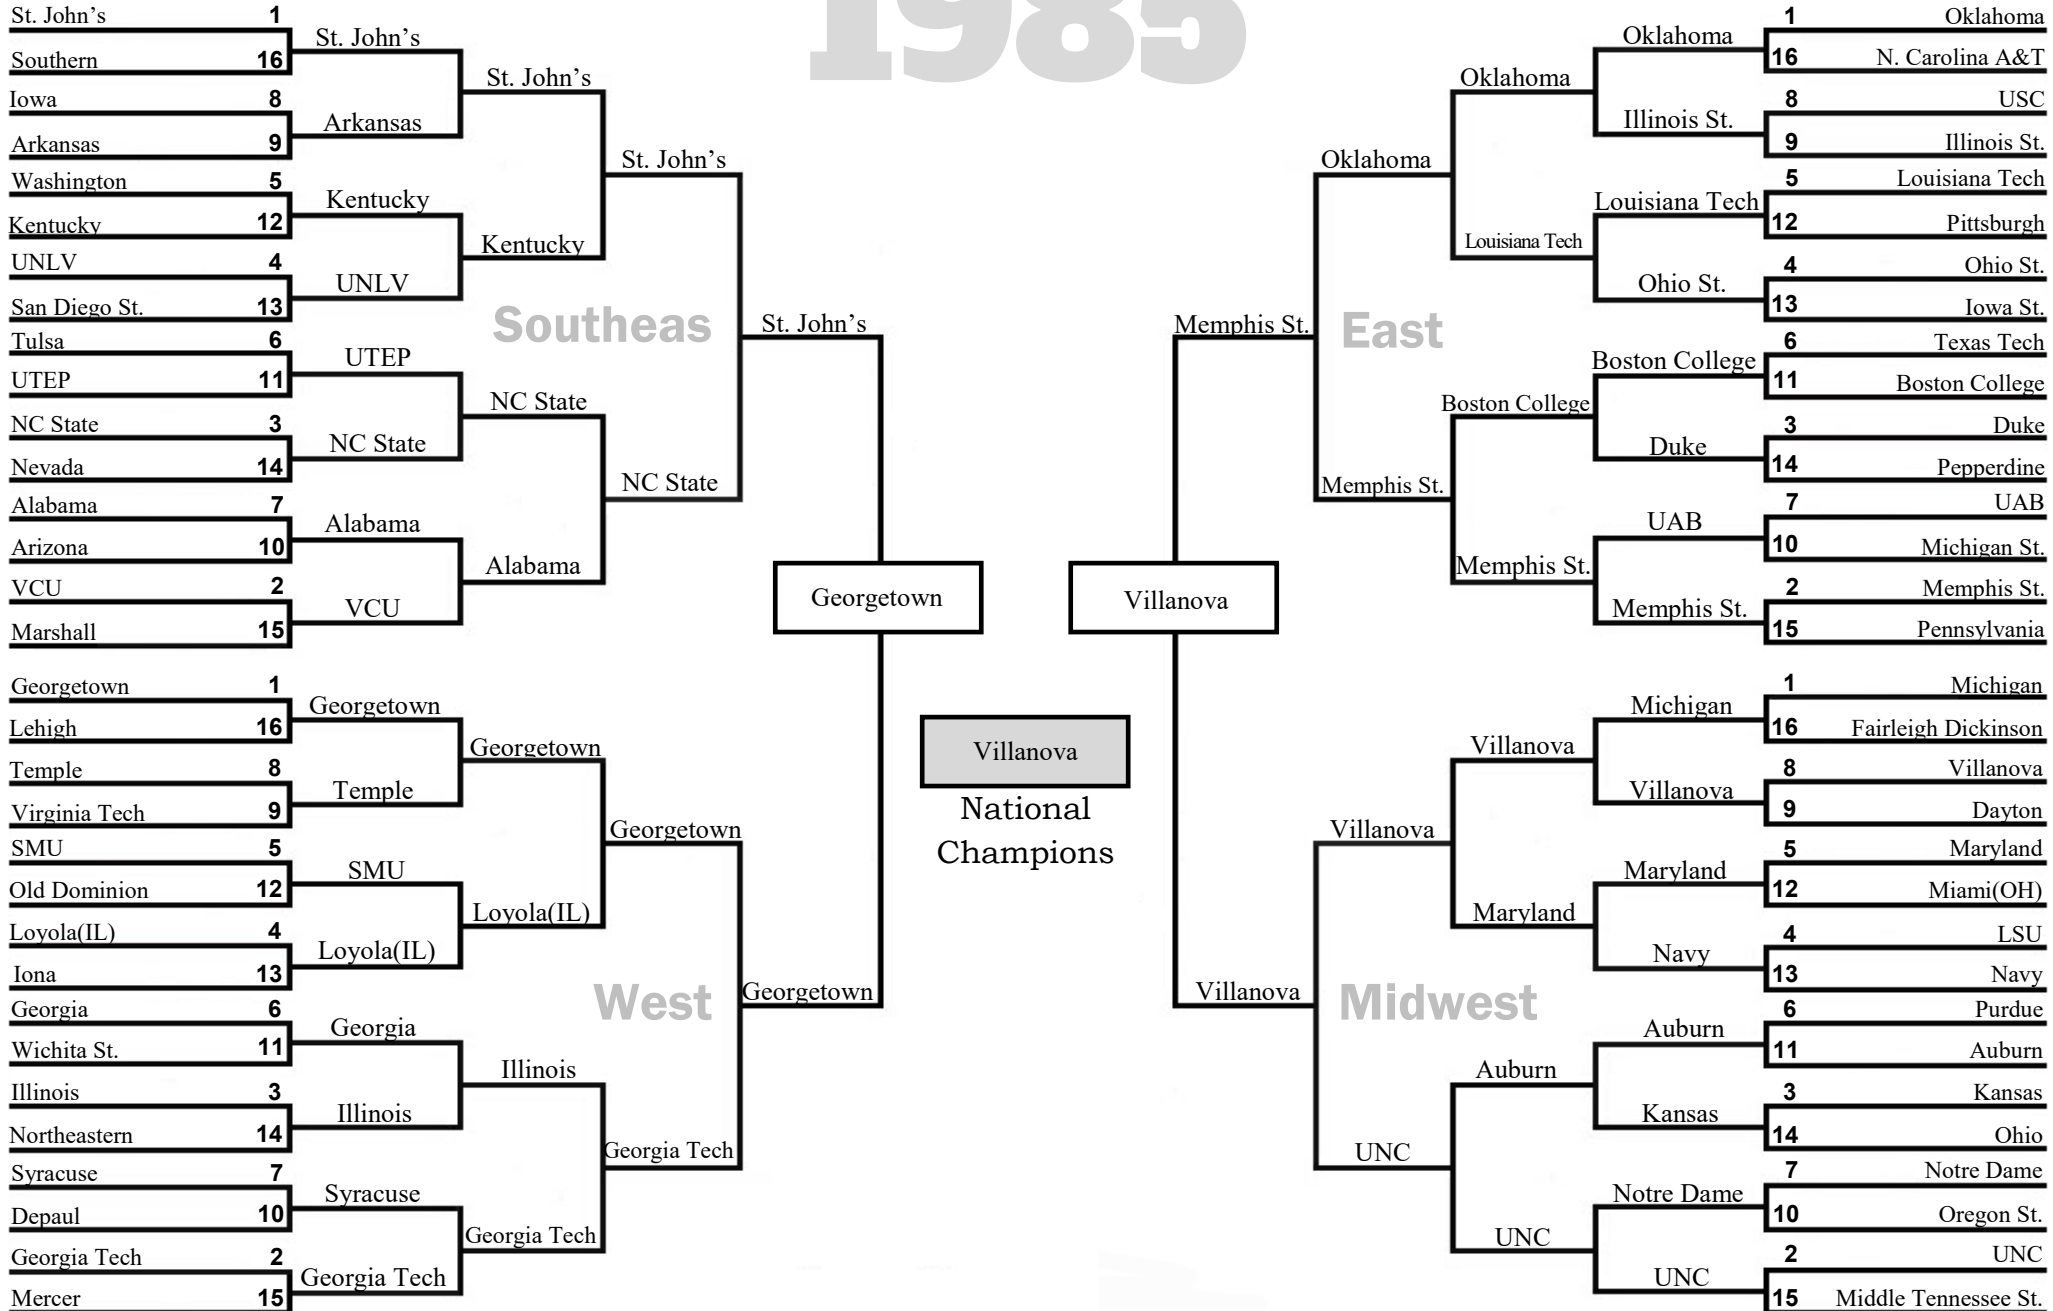 1985
St. John’s 1
Southern 16
Iowa 8
Arkansas 9
Washington 5
Kentucky 12
UNLV 4
San Diego St. 13
Tulsa 6
UTEP 11
NC State 3
Nevada 14
Alabama 7
Arizona 10
VCU 2
Marshall 15
St. John’s
Arkansas
Kentucky
UNLV
UTEP
NC State
Alabama
VCU
St. John’s
Kentucky
NC State
Alabama
St. John’s
NC State
Southeas
St. John’s
Georgetown 1
Lehigh 16
Temple 8
Virginia Tech 9
SMU 5
Old Dominion 12
Loyola(IL) 4
Iona 13
Georgia 6
Wichita St. 11
Illinois 3
Northeastern 14
Syracuse 7
Depaul 10
Georgia Tech 2
Mercer 15
Georgetown
Temple
SMU
Loyola(IL)
Georgia
Illinois
Syracuse
Georgia Tech
Georgetown
Loyola(IL)
Illinois
Georgia Tech
Georgetown
Georgia Tech
West
Georgetown
Georgetown
Villanova
Villanova
National
Champions
Memphis St.
East
Oklahoma
Memphis St.
Oklahoma
Louisiana Tech
Boston College
Memphis St.
Oklahoma
Illinois St.
Louisiana Tech
Ohio St.
Boston College
Duke
UAB
Memphis St.
1 Oklahoma
16 N. Carolina A&T
8 USC
9 Illinois St.
5 Louisiana Tech
12 Pittsburgh
4 Ohio St.
13 Iowa St.
6 Texas Tech
11 Boston College
3 Duke
14 Pepperdine
7 UAB
10 Michigan St.
2 Memphis St.
15 Pennsylvania
Villanova
Midwest
Villanova
UNC
Villanova
Maryland
Auburn
UNC
Michigan
Villanova
Maryland
Navy
Auburn
Kansas
Notre Dame
UNC
1 Michigan
16 Fairleigh Dickinson
8 Villanova
9 Dayton
5 Maryland
12 Miami(OH)
4 LSU
13 Navy
6 Purdue
11 Auburn
3 Kansas
14 Ohio
7 Notre Dame
10 Oregon St.
2 UNC
15 Middle Tennessee St.